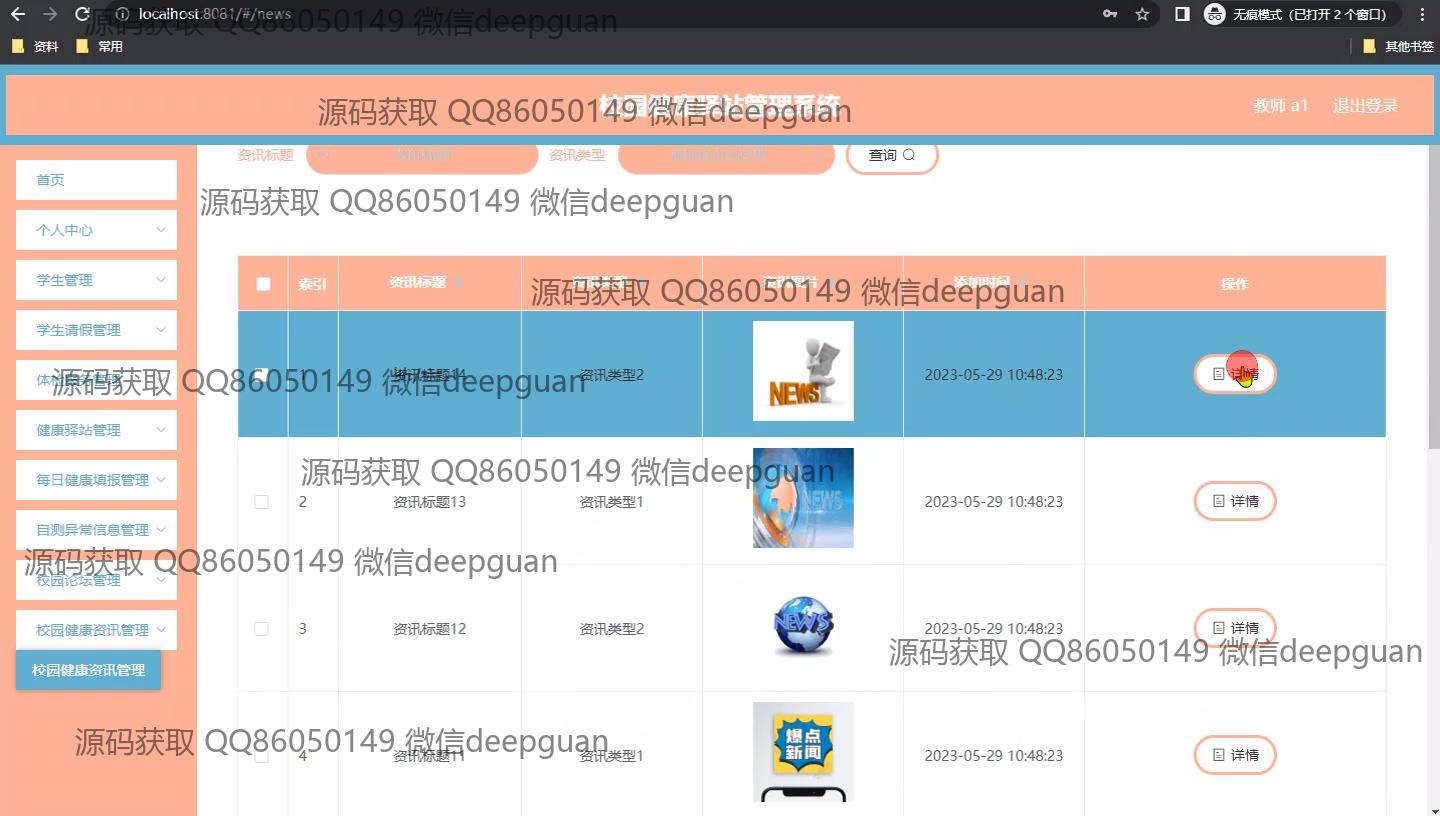 localhost:8081/#/news
无痕模式（已打开 2 个窗口）
资料
常用
其他书签
源码获取 QQ86050149 微信deepguan
校园健康驿站管理系统
源码获取 QQ86050149 微信deepguan
教师 a1
退出登录
资讯标题
资讯标题
资讯类型
查询
首页
源码获取 QQ86050149 微信deepguan
个人中心
学生管理
索引
资讯标题
资讯类型
资讯图片
添加时间
操作
源码获取 QQ86050149 微信deepguan
学生请假管理
源码获取 QQ86050149 微信deepguan
1
资讯标题14
资讯类型2
NEWS
2023-05-29 10:48:23
详情
健康驿站管理
源码获取 QQ86050149 微信deepguan
每日健康填报管理
2
资讯标题13
资讯类型1
NEWS
2023-05-29 10:48:23
详情
自测异常信息管理
源码获取 QQ86050149 微信deepguan
校园论坛管理
校园健康资讯管理
3
资讯标题12
资讯类型2
NEWS
2023-05-29 10:48:23
详情
源码获取 QQ86050149 微信deepguan
校园健康资讯管理
源码获取 QQ86050149 微信deepguan
4
资讯标题11
资讯类型1
爆点
新闻
2023-05-29 10:48:23
详情